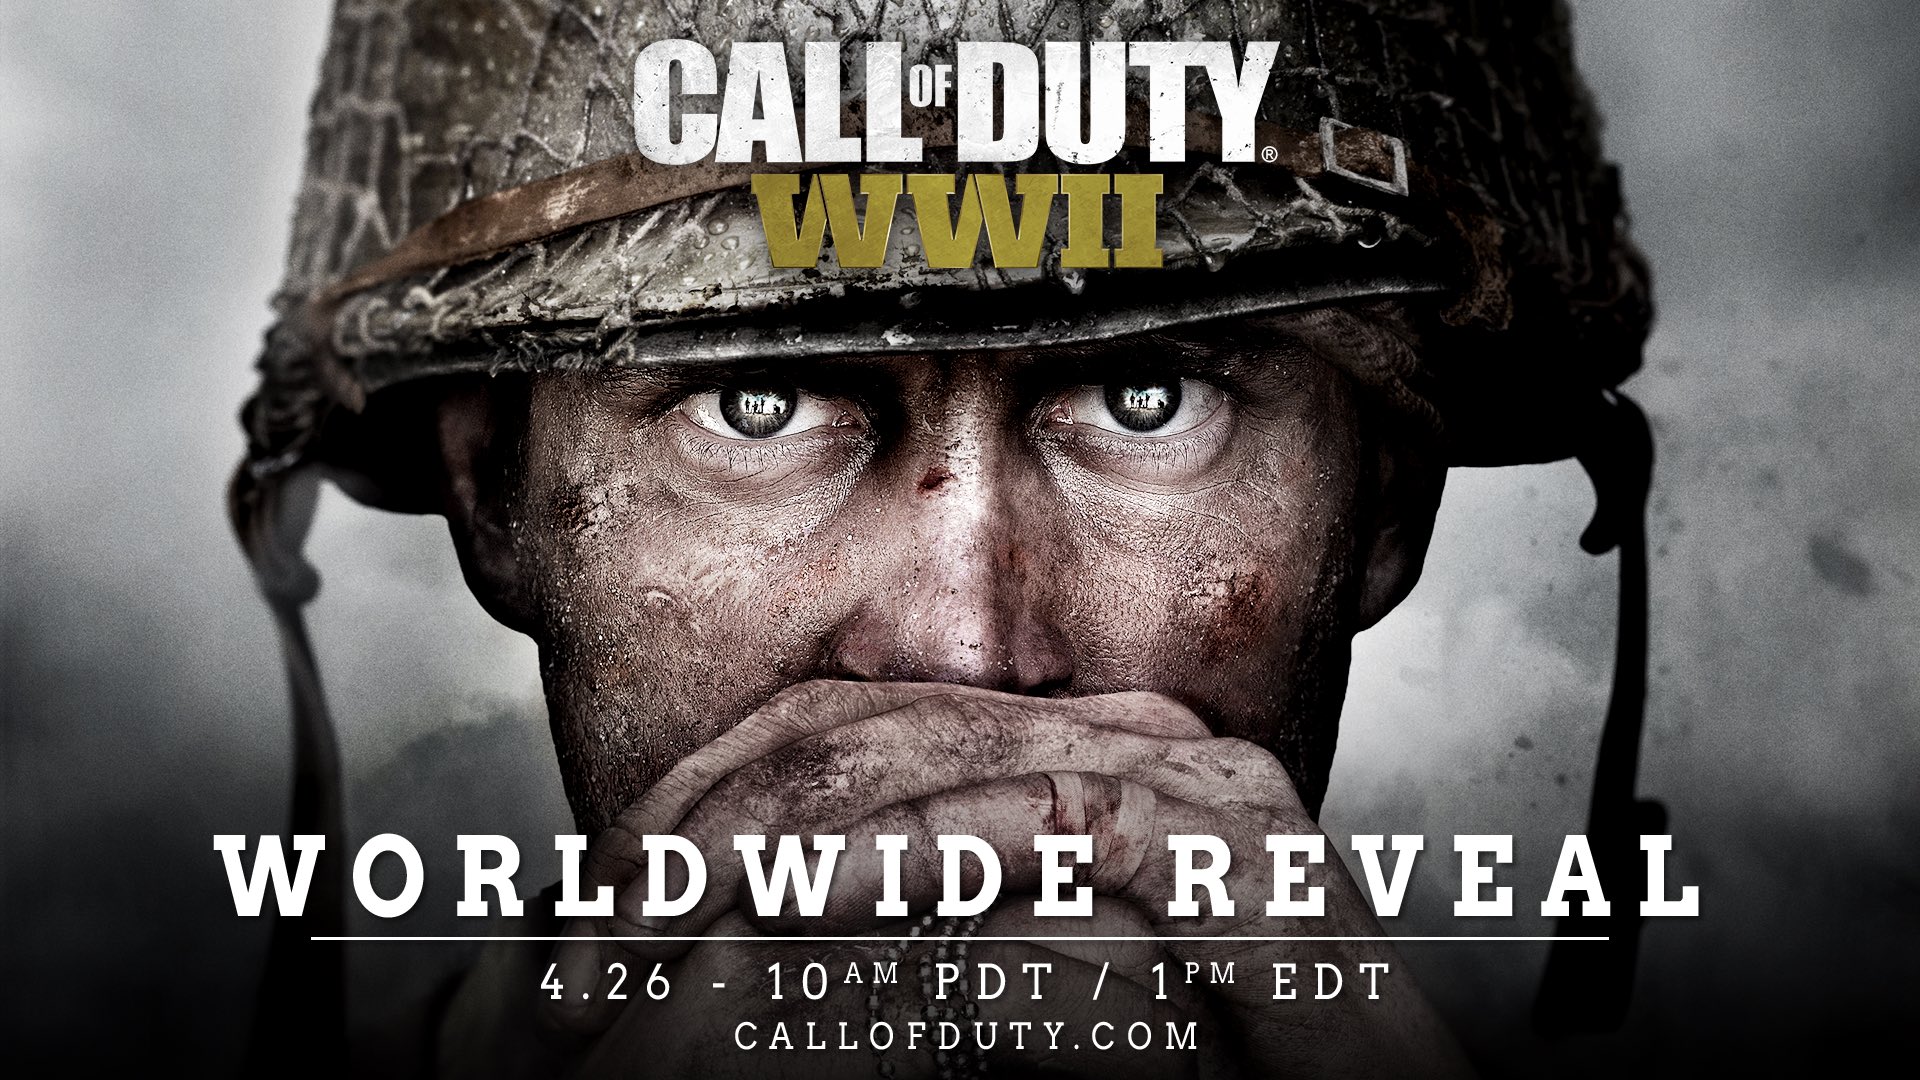 CALL OF DUTY®
WWII
WORLDWIDE REVEAL
4.26 - 10AM PDT / 1PM EDT
CALLOFDUTY.COM